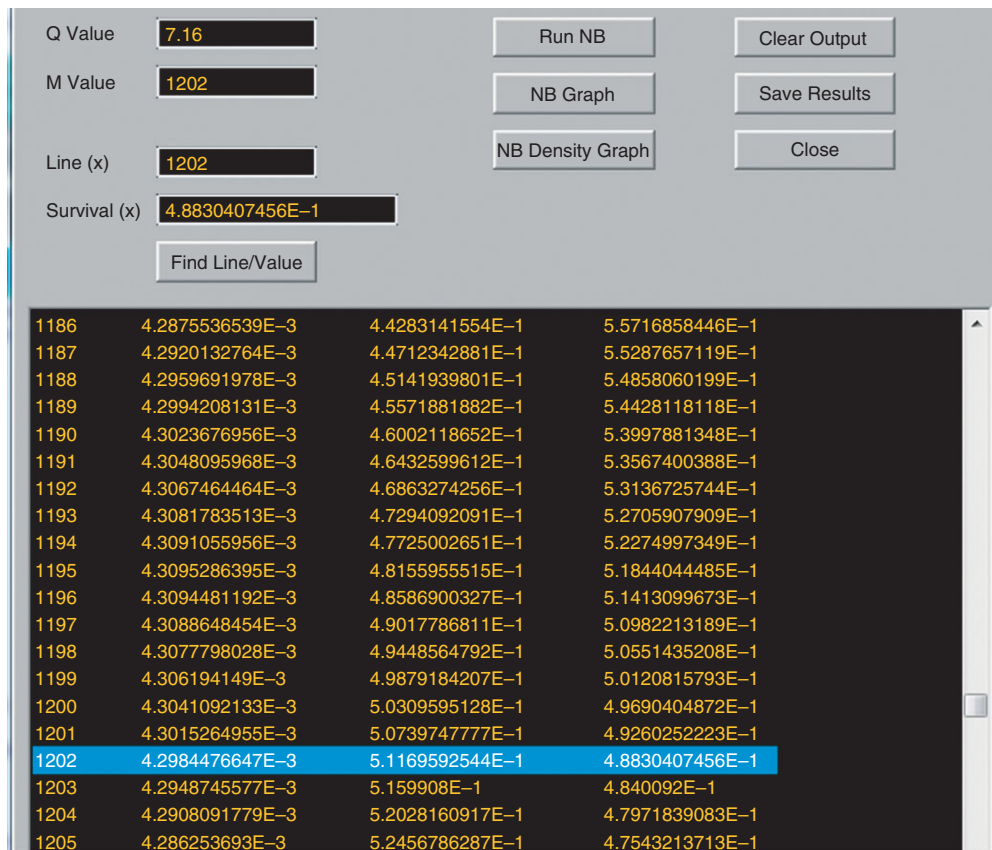 Q Value 7.16 Run NB Clear Output
M Value 1202 NB Graph Save Results
NB Density Graph Close
Line (x) 1202
Survival (x) 4.8830407456E–1
Find Line/Value
1186 4.2875536539E–3 4.4283141554E–1 5.5716858446E–1
1187 4.2920132764E–3 4.4712342881E–1 5.5287657119E–1
1188 4.2959691978E–3 4.5141939801E–1 5.4858060199E–1
1189 4.2994208131E–3 4.5571881882E–1 5.4428118118E–1
1190 4.3023676956E–3 4.6002118652E–1 5.3997881348E–1
1191 4.3048095968E–3 4.6432599612E–1 5.3567400388E–1
1192 4.3067464464E–3 4.6863274256E–1 5.3136725744E–1
1193 4.3081783513E–3 4.7294092091E–1 5.2705907909E–1
1194 4.3091055956E–3 4.7725002651E–1 5.2274997349E–1
1195 4.3095286395E–3 4.8155955515E–1 5.1844044485E–1
1196 4.3094481192E–3 4.8586900327E–1 5.1413099673E–1
1197 4.3088648454E–3 4.9017786811E–1 5.0982213189E–1
1198 4.3077798028E–3 4.9448564792E–1 5.0551435208E–1
1199 4.306194149E–3 4.9879184207E–1 5.0120815793E–1
1200 4.3041092133E–3 5.0309595128E–1 4.9690404872E–1
1201 4.3015264955E–3 5.0739747777E–1 4.9260252223E–1
1202 4.2984476647E–3 5.1169592544E–1 4.8830407456E–1
1203 4.2948745577E–3 5.159908E–1 4.840092E–1
1204 4.2908091779E–3 5.2028160917E–1 4.7971839083E–1
1205 4.286253693E–3 5.2456786287E–1 4.7543213713E–1